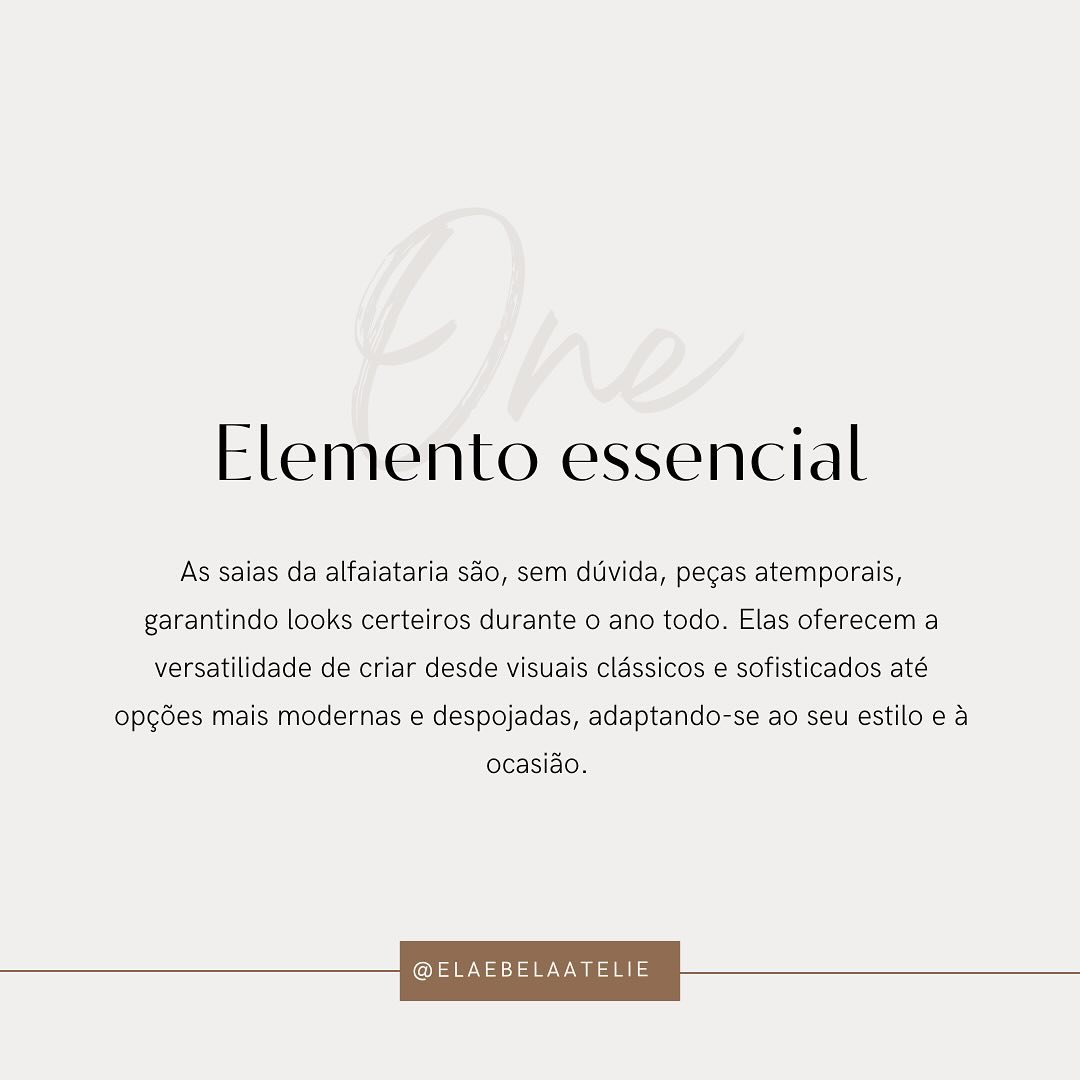 One
Elemento essencial
As saias da alfaiataria são, sem dúvida, peças atemporais,
garantindo looks certeiros durante o ano todo. Elas oferecem a
versatilidade de criar desde visuais clássicos e sofisticados até
opções mais modernas e despojadas, adaptando-se ao seu estilo e à
ocasião.
@ELAEBELAATELIE